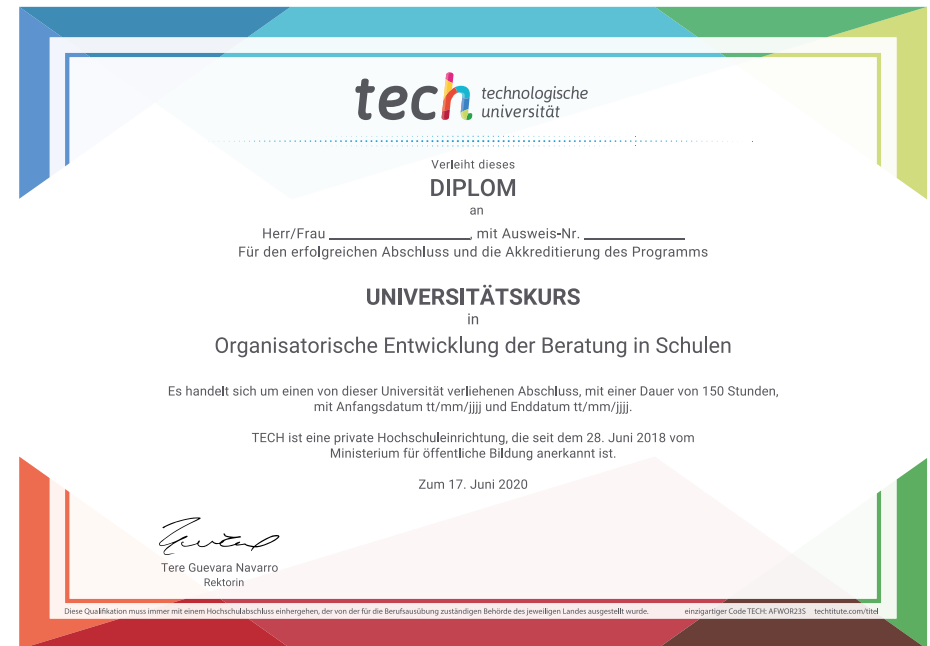 tech technologische
universität
Verleiht dieses
DIPLOM
an
Herr/Frau ____________________, mit Ausweis-Nr. ______________
Für den erfolgreichen Abschluss und die Akkreditierung des Programms
UNIVERSITÄTSKURS
in
Organisatorische Entwicklung der Beratung in Schulen
Es handelt sich um einen von dieser Universität verliehenen Abschluss, mit einer Dauer von 150 Stunden,
mit Anfangsdatum tt/mm/jjjj und Enddatum tt/mm/jjjj.
TECH ist eine private Hochschuleinrichtung, die seit dem 28. Juni 2018 vom
Ministerium für öffentliche Bildung anerkannt ist.
Zum 17. Juni 2020
Tere Guevara Navarro
Rektorin
Diese Qualifikation muss immer mit einem Hochschulabschluss einhergehen, der von der für die Berufsausübung zuständigen Behörde des jeweiligen Landes ausgestellt wurde. einzigartiger Code TECH: AFWOR23S techtitute.com/titel